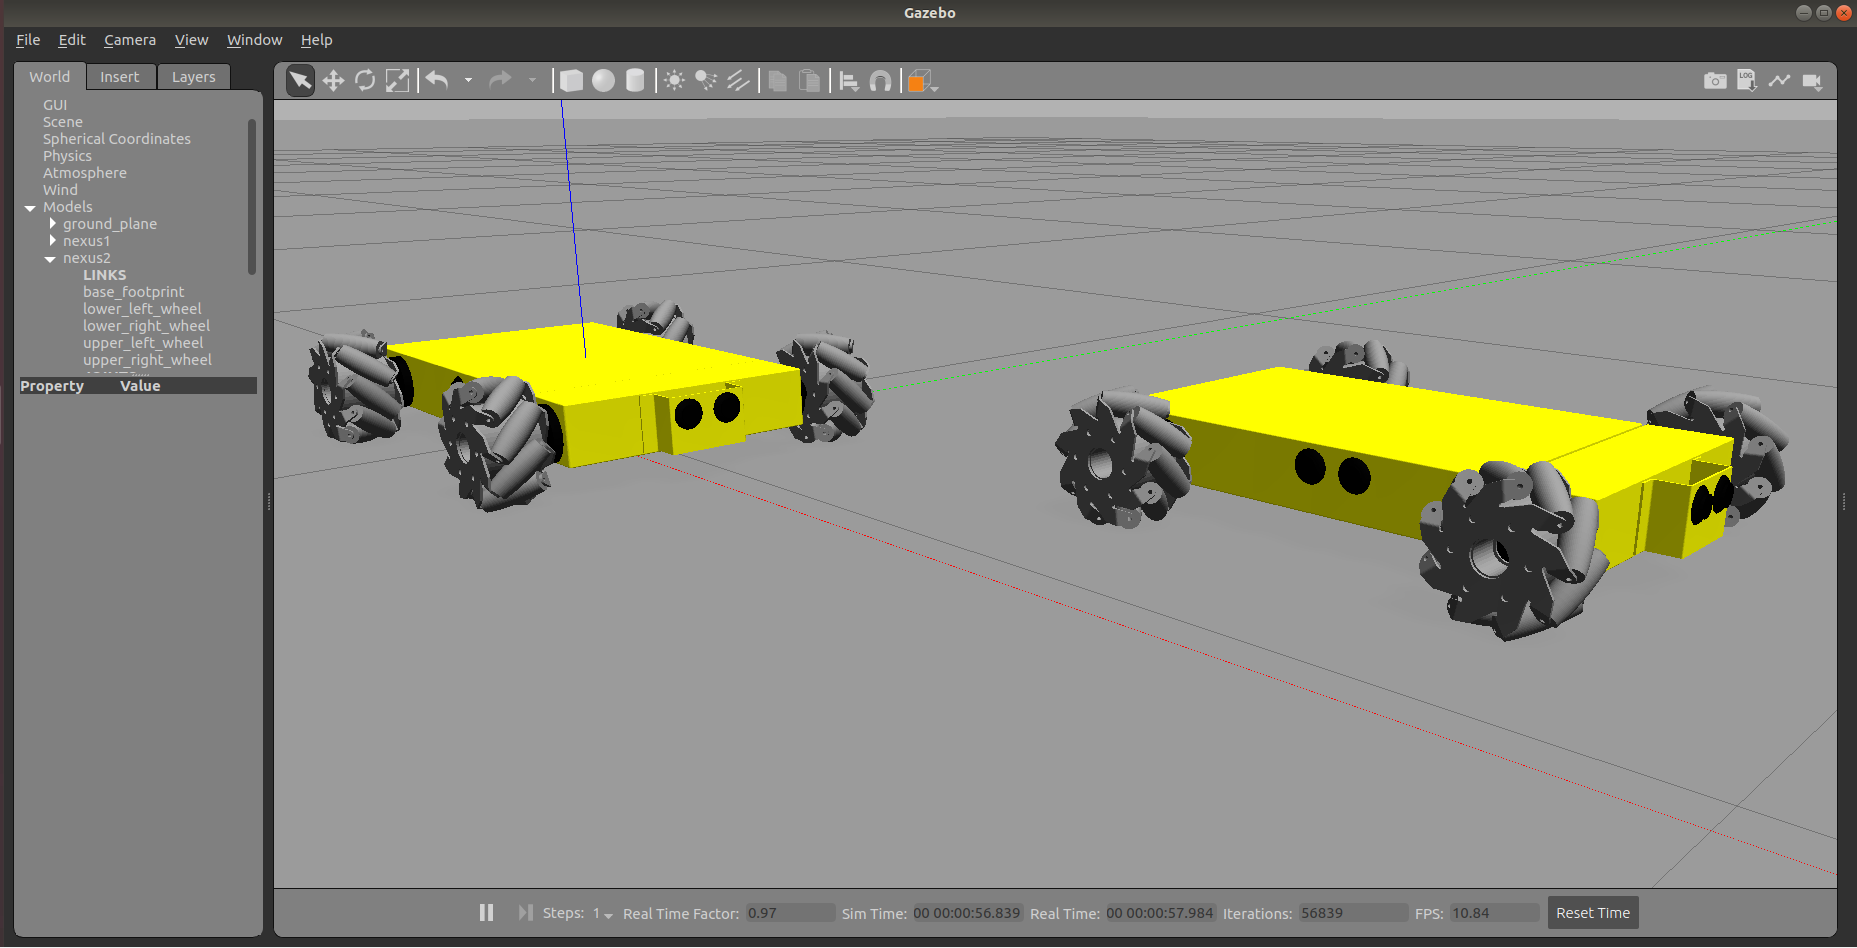 Gazebo
File Edit Camera View Window Help
World Insert Layers
LOG
GUI
Scene
Spherical Coordinates
Physics
Atmosphere
Wind
Models
ground_plane
nexus1
nexus2
LINKS
base_footprint
lower_left_wheel
lower_right_wheel
upper_left_wheel
upper_right_wheel
Property Value
Steps: 1 Real Time Factor: 0.97 Sim Time: 00 00:00:56.839 Real Time: 00 00:00:57.984 Iterations: 56839 FPS: 10.84 Reset Time